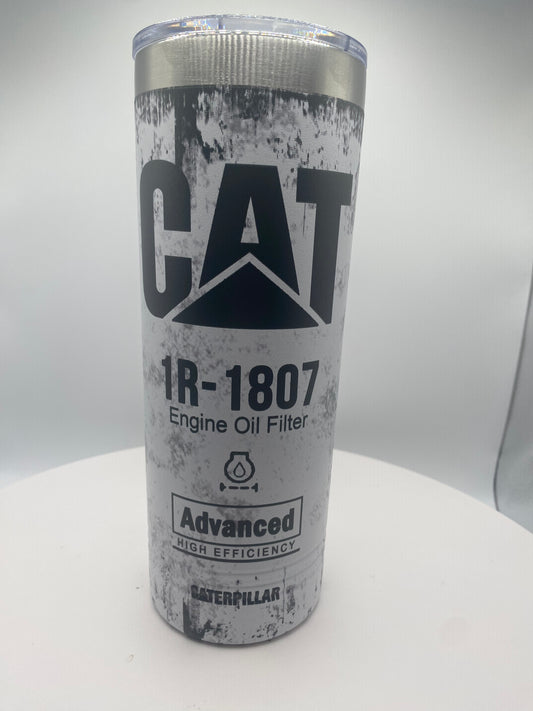 CAT
1R-1807
Engine Oil Filter
Advanced
HIGH EFFICIENCY
CATERPILLAR